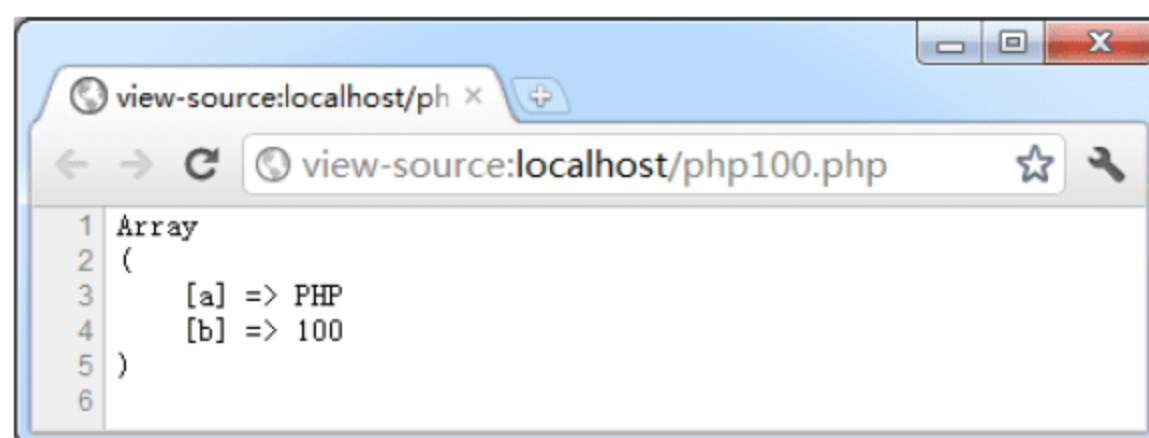 view-source:localhost/ph
view-source:localhost/php100.php
1 Array
2 (
3 [a] => PHP
4 [b] => 100
5 )
6